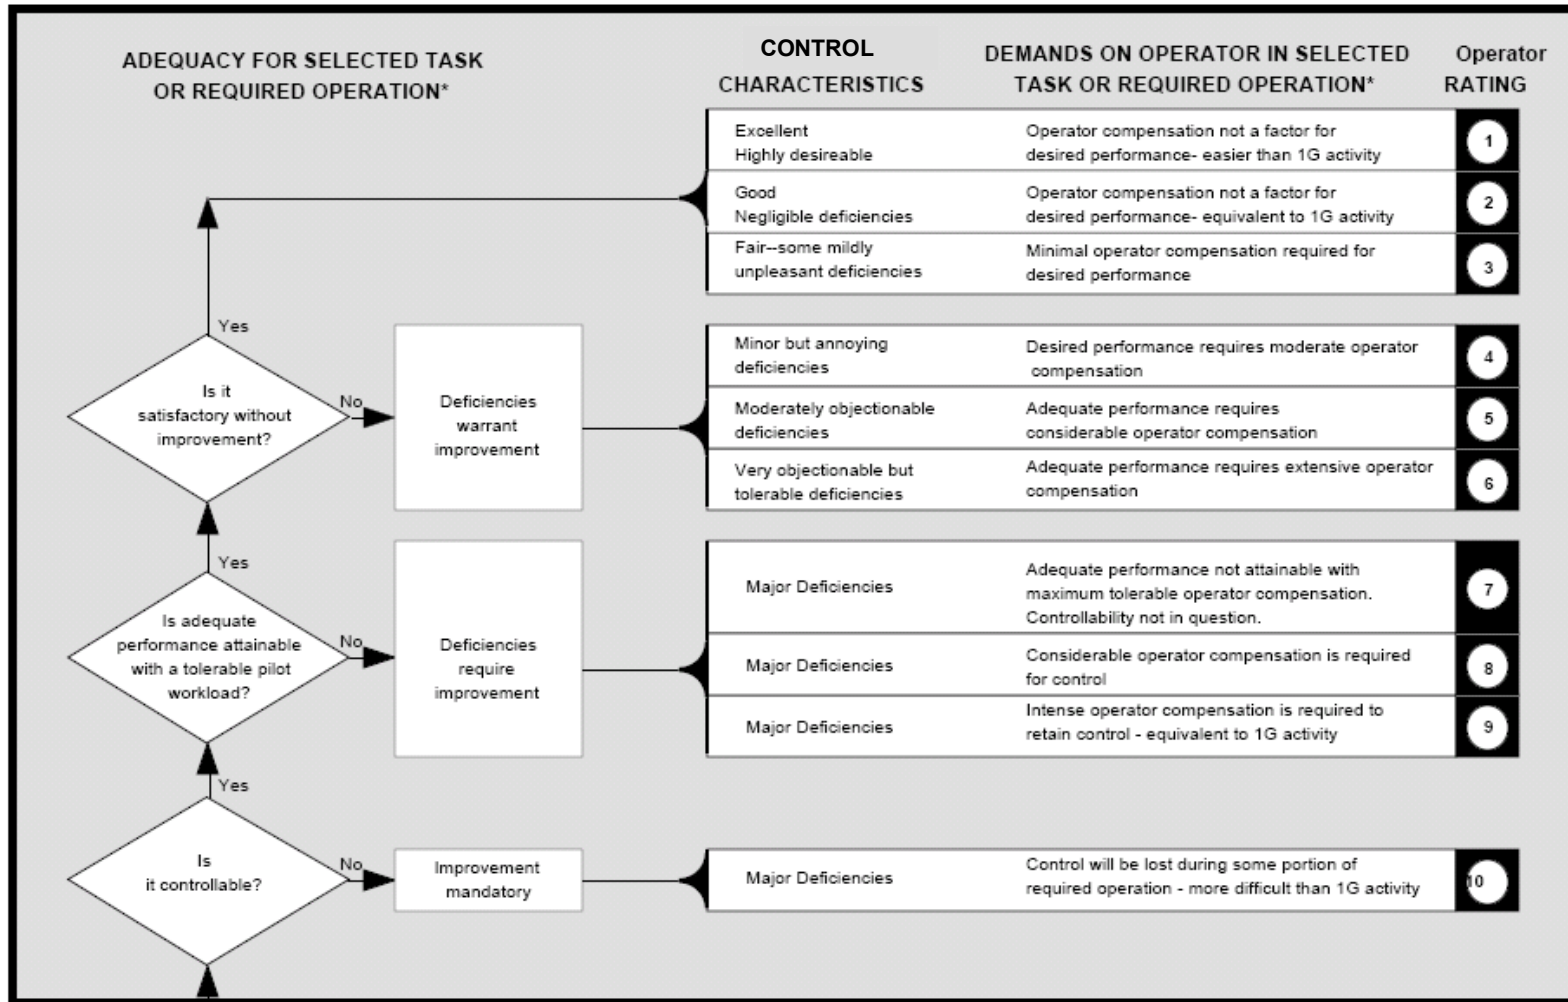 ADEQUACY FOR SELECTED TASK
OR REQUIRED OPERATION*
CONTROL
CHARACTERISTICS
DEMANDS ON OPERATOR IN SELECTED
TASK OR REQUIRED OPERATION*
Operator
RATING
Excellent
Highly desireable
Operator compensation not a factor for
desired performance- easier than 1G activity
1
Good
Negligible deficiencies
Operator compensation not a factor for
desired performance- equivalent to 1G activity
2
Fair--some mildly
unpleasant deficiencies
Minimal operator compensation required for
desired performance
3
Yes
Is it
satisfactory without
improvement?
No
Deficiencies
warrant
improvement
Minor but annoying
deficiencies
Desired performance requires moderate operator
compensation
4
Moderately objectionable
deficiencies
Adequate performance requires
considerable operator compensation
5
Very objectionable but
tolerable deficiencies
Adequate performance requires extensive operator
compensation
6
Yes
Is adequate
performance attainable
with a tolerable pilot
workload?
No
Deficiencies
require
improvement
Major Deficiencies
Adequate performance not attainable with
maximum tolerable operator compensation.
Controllability not in question.
7
Major Deficiencies
Considerable operator compensation is required
for control
8
Major Deficiencies
Intense operator compensation is required to
retain control - equivalent to 1G activity
9
Yes
Is
it controllable?
No
Improvement
mandatory
Major Deficiencies
Control will be lost during some portion of
required operation - more difficult than 1G activity
10